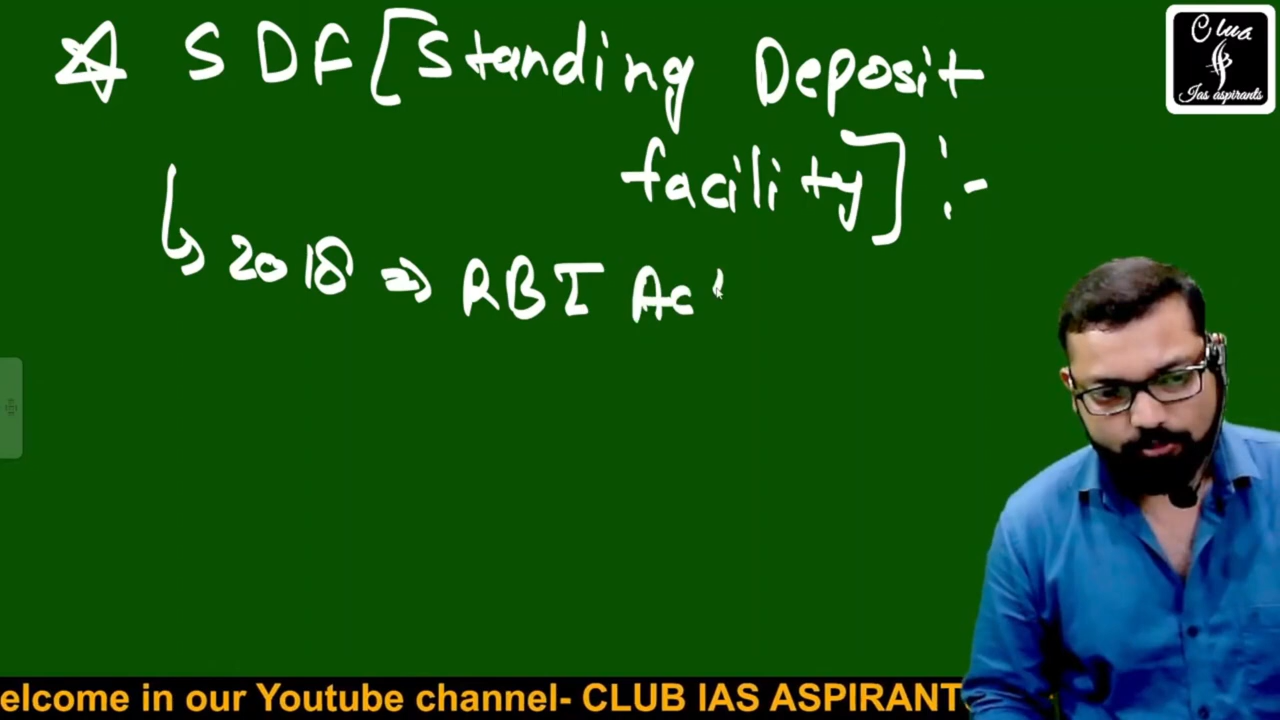 SDF [Standing Deposit
facility] :-
↳ 2018 ⇒ RBI Ac
Club
Ias aspirants
elcome in our Youtube channel- CLUB IAS ASPIRANT